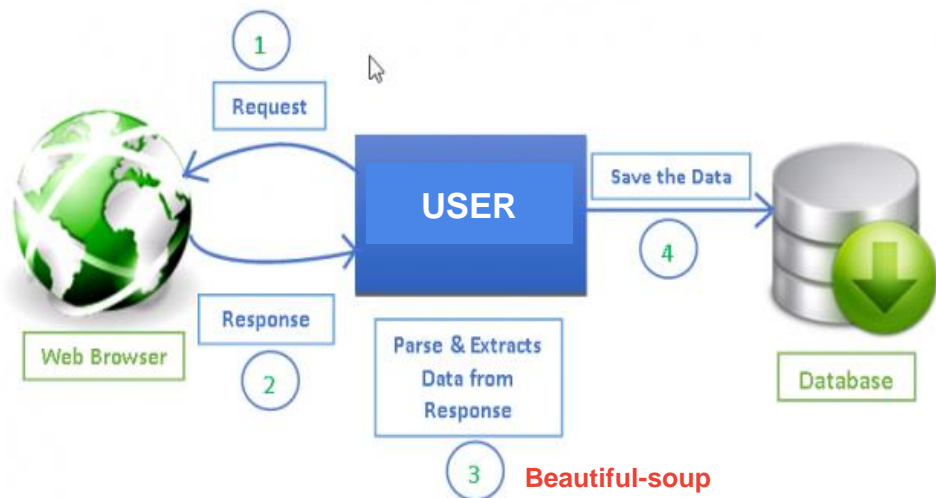 1
Request
USER
Save the Data
4
Response
2
Web Browser
Parse & Extracts
Data from
Response
3
Beautiful-soup
Database